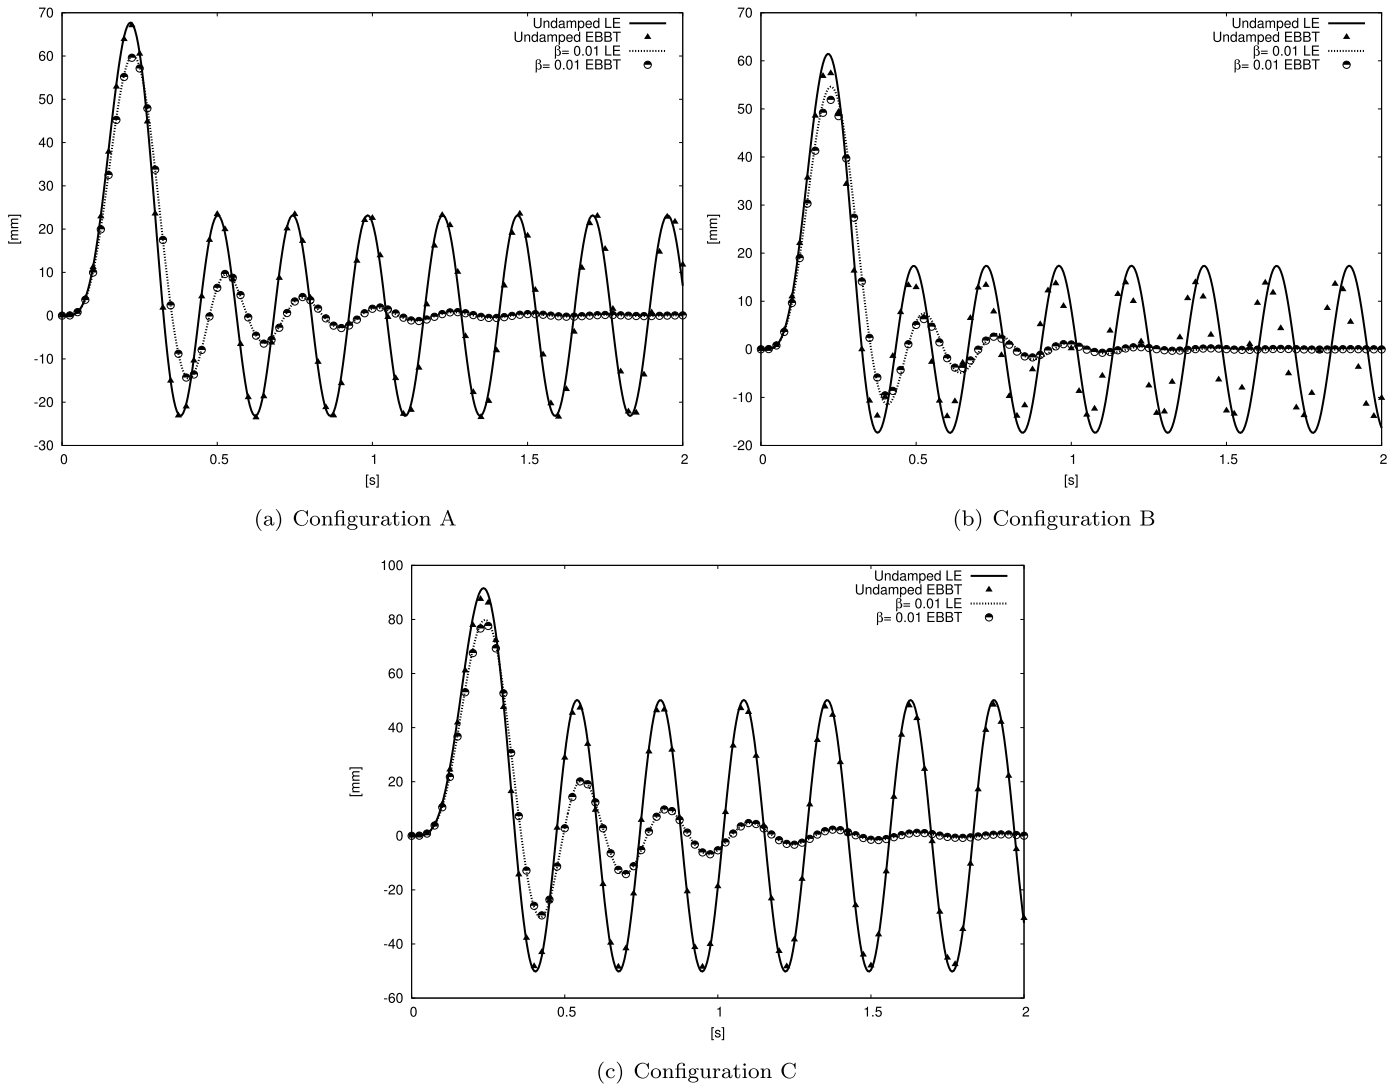 70
60
50
40
30
20
10
0
-10
-20
-30
[mm]
0
0.5
1
1.5
2
[s]
Undamped LE
Undamped EBBT
β= 0.01 LE
β= 0.01 EBBT
(a) Configuration A
70
60
50
40
30
20
10
0
-10
-20
[mm]
0
0.5
1
1.5
2
[s]
Undamped LE
Undamped EBBT
β= 0.01 LE
β= 0.01 EBBT
(b) Configuration B
100
80
60
40
20
0
-20
-40
-60
[mm]
0
0.5
1
1.5
2
[s]
Undamped LE
Undamped EBBT
β= 0.01 LE
β= 0.01 EBBT
(c) Configuration C